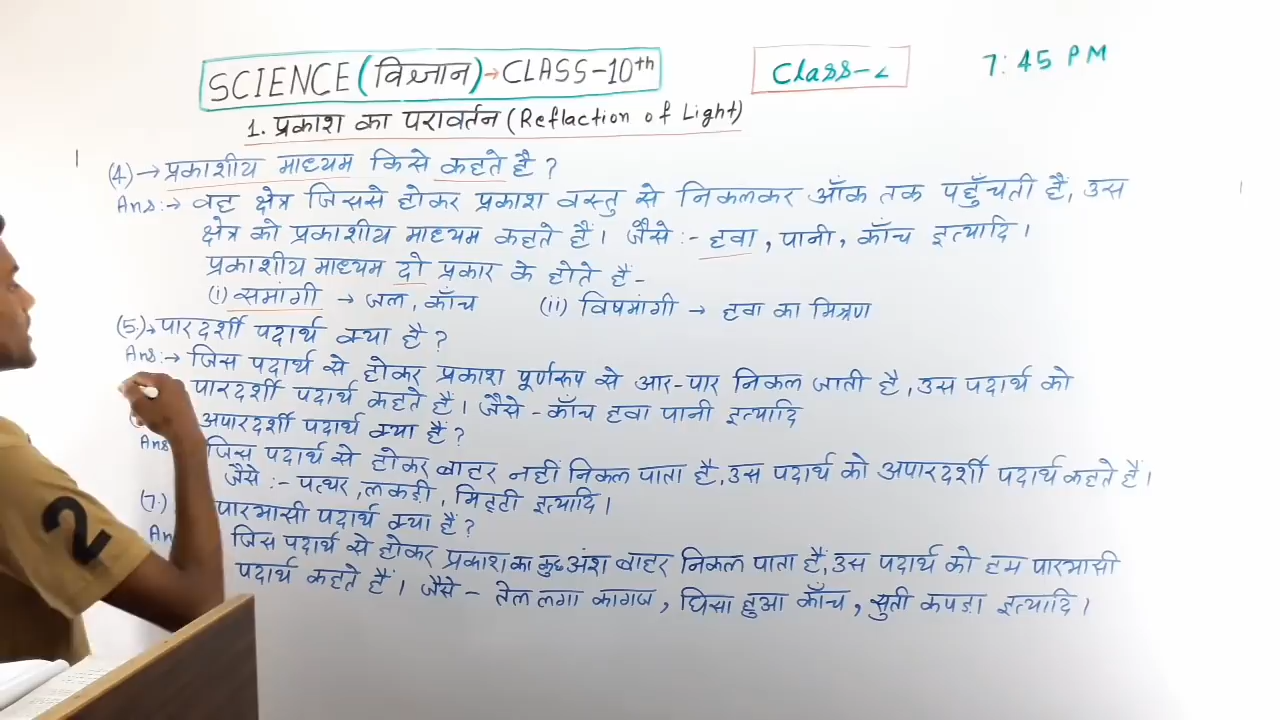 SCIENCE (विज्ञान) → CLASS-10th
Class-2
7:45 PM
1. प्रकाश का परावर्तन (Reflaction of Light)
(4) → प्रकाशीय माध्यम किसे कहते है ?
Ans:→ वह क्षेत्र जिससे होकर प्रकाश वस्तु से निकलकर आँक तक पहुँचती है, उस
क्षेत्र को प्रकाशीय माध्यम कहते हैं। जैसे :- हवा, पानी, काँच इत्यादि।
प्रकाशीय माध्यम दो प्रकार के होते हैं-
(i) समांगी → जल, काँच (ii) विषमांगी → हवा का मिश्रण
(5.)→ पारदर्शी पदार्थ क्या है ?
Ans:→ जिस पदार्थ से होकर प्रकाश पूर्णरूप से आर-पार निकल जाती है, उस पदार्थ को
पारदर्शी पदार्थ कहते हैं। जैसे - काँच हवा पानी इत्यादि
अपारदर्शी पदार्थ क्या हैं ?
Ans जिस पदार्थ से होकर बाहर नहीं निकल पाता है, उस पदार्थ को अपारदर्शी पदार्थ कहते हैं।
जैसे :- पत्थर, लकड़ी, मिट्टी इत्यादि।
(7.) पारभासी पदार्थ क्या हैं ?
An जिस पदार्थ से होकर प्रकाश का कुछ अंश बाहर निकल पाता हैं, उस पदार्थ को हम पारभासी
पदार्थ कहते हैं। जैसे - तेल लगा कागज, घिसा हुआ काँच, सुती कपड़ा इत्यादि।
2